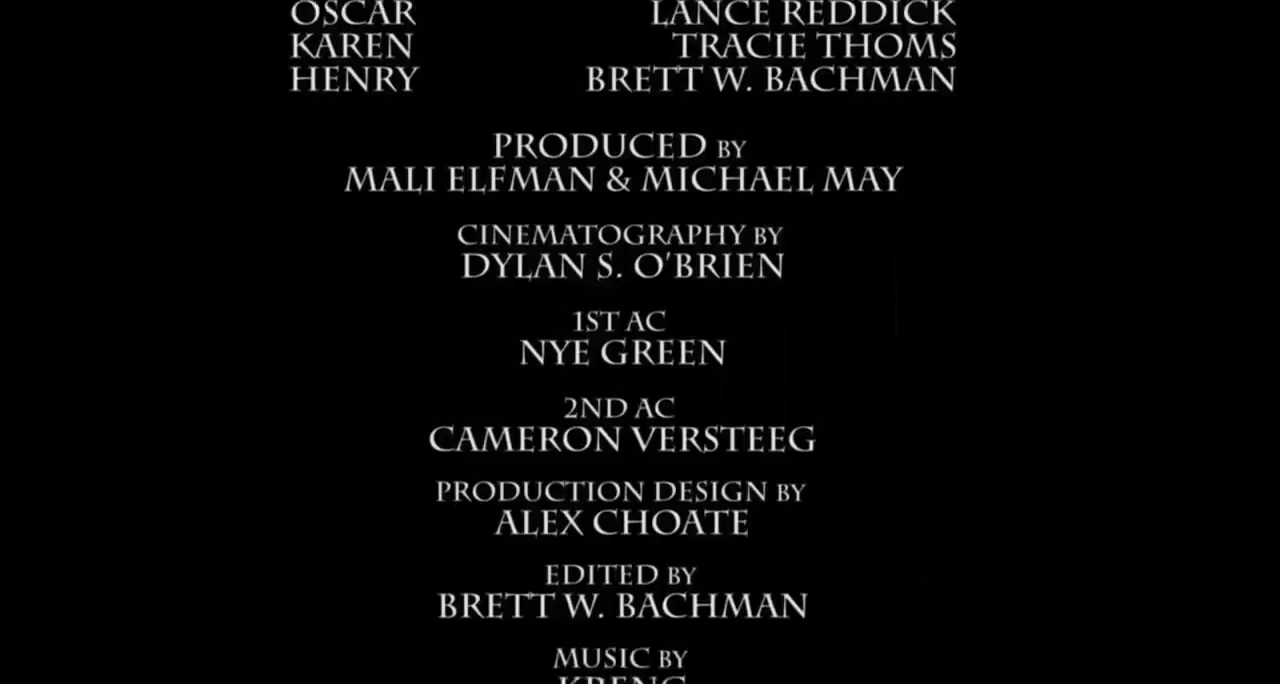 OSCAR LANCE REDDICK
KAREN TRACIE THOMS
HENRY BRETT W. BACHMAN
PRODUCED BY
MALI ELFMAN & MICHAEL MAY
CINEMATOGRAPHY BY
DYLAN S. O'BRIEN
1ST AC
NYE GREEN
2ND AC
CAMERON VERSTEEG
PRODUCTION DESIGN BY
ALEX CHOATE
EDITED BY
BRETT W. BACHMAN
MUSIC BY
KRENG